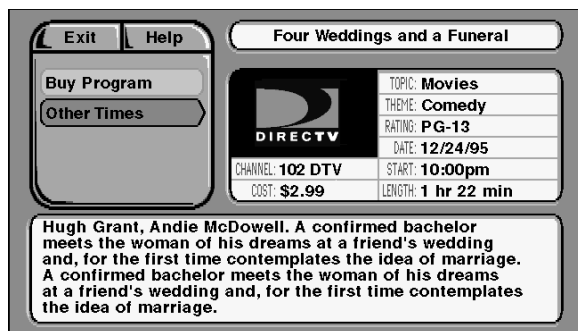 Exit Help
Four Weddings and a Funeral
Buy Program
Other Times
DIRECTV
TOPIC: Movies
THEME: Comedy
RATING: PG-13
DATE: 12/24/95
CHANNEL: 102 DTV
START: 10:00pm
COST: $2.99
LENGTH: 1 hr 22 min
Hugh Grant, Andie McDowell. A confirmed bachelor
meets the woman of his dreams at a friend's wedding
and, for the first time contemplates the idea of marriage.
A confirmed bachelor meets the woman of his dreams
at a friend's wedding and, for the first time contemplates
the idea of marriage.